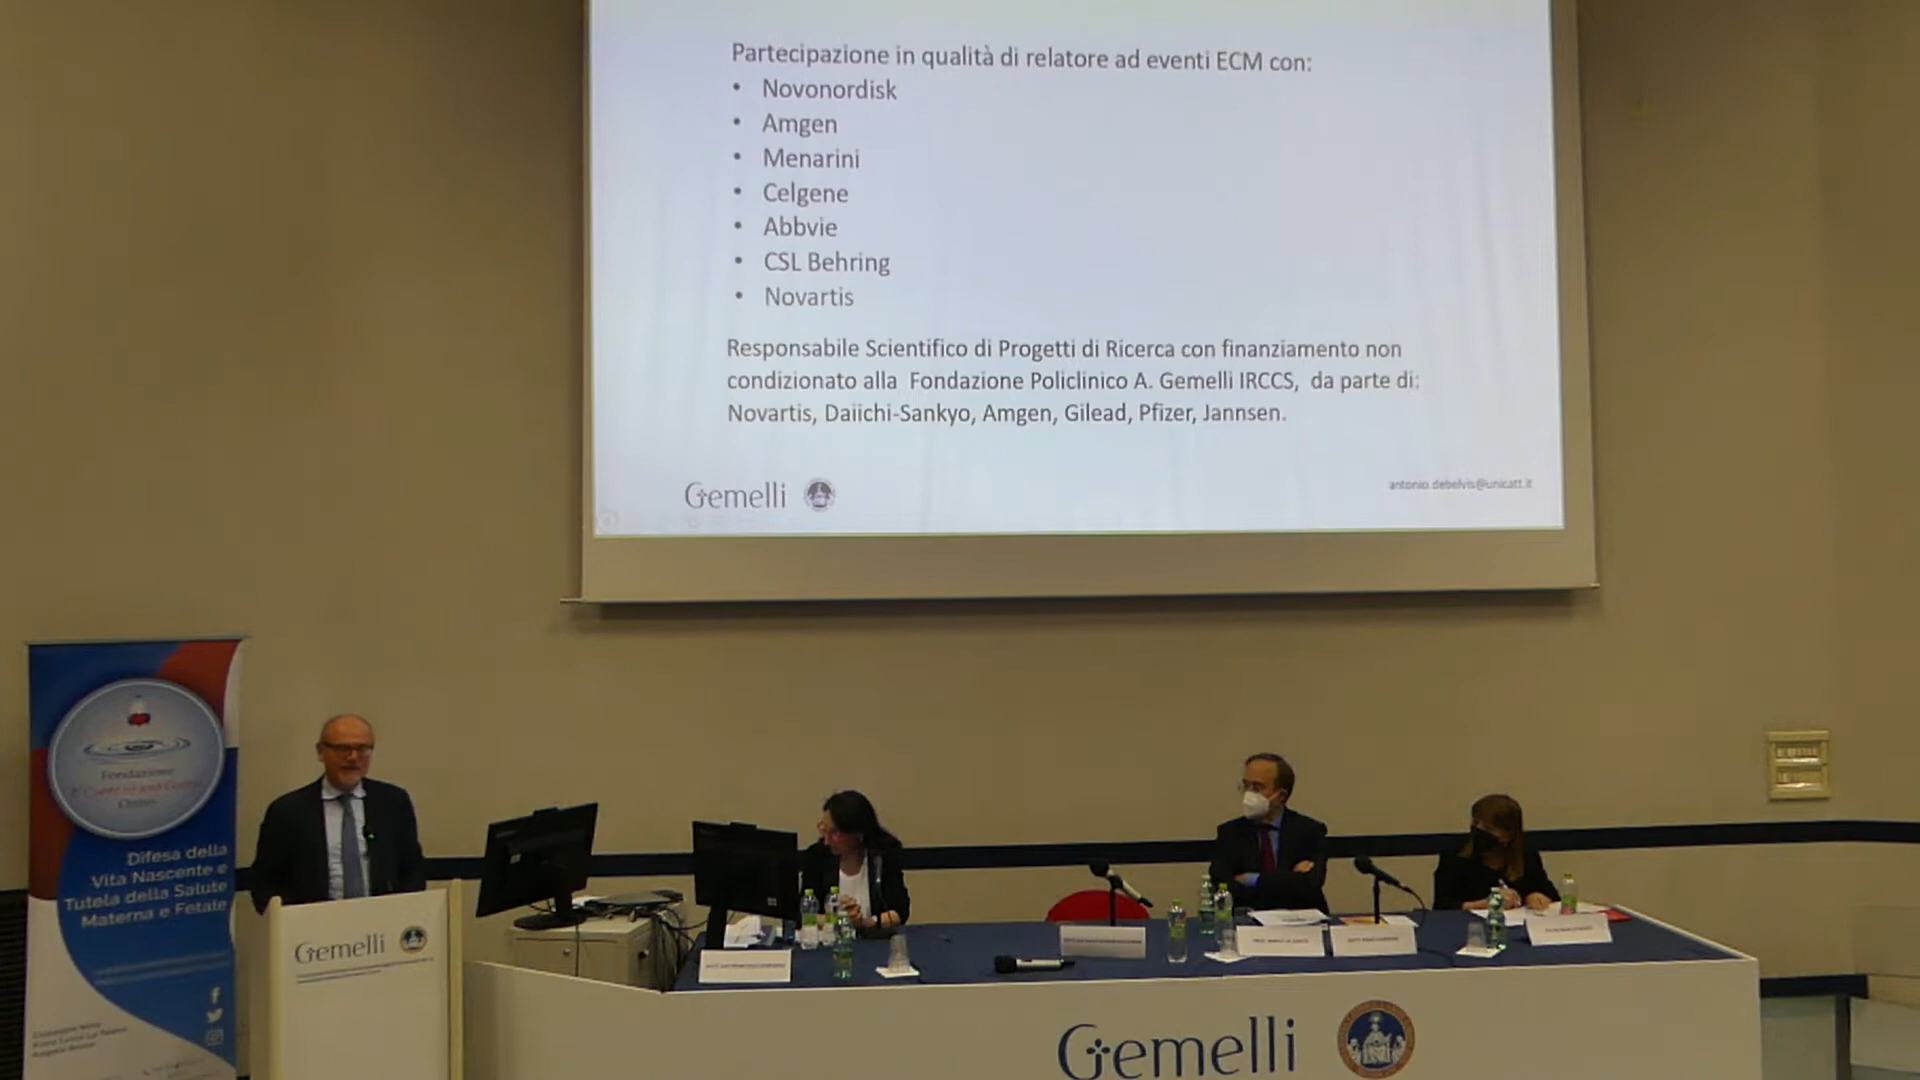 Partecipazione in qualità di relatore ad eventi ECM con:
• Novonordisk
• Amgen
• Menarini
• Celgene
• Abbvie
• CSL Behring
• Novartis
Responsabile Scientifico di Progetti di Ricerca con finanziamento non
condizionato alla Fondazione Policlinico A. Gemelli IRCCS, da parte di:
Novartis, Daiichi-Sankyo, Amgen, Gilead, Pfizer, Jannsen.
Gemelli
antonio.debelvis@unicatt.it
Fondazione
Onlus
Difesa della
Vita Nascente e
Tutela della Salute
Materna e Fetale
Gemelli
Gemelli